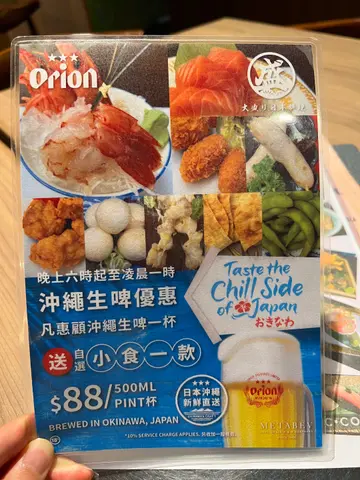 Orion
盛
晚上六時起至凌晨一時
沖繩生啤優惠
凡惠顧沖繩生啤一杯
送 自選 小食一款
$88/ 500ML PINT杯
BREWED IN OKINAWA, JAPAN
Taste the
Chill Side
of Japan
おきなわ
Orion
日本沖繩
新鮮直送
METABEV
*10% SERVICE CHARGE APPLIES.